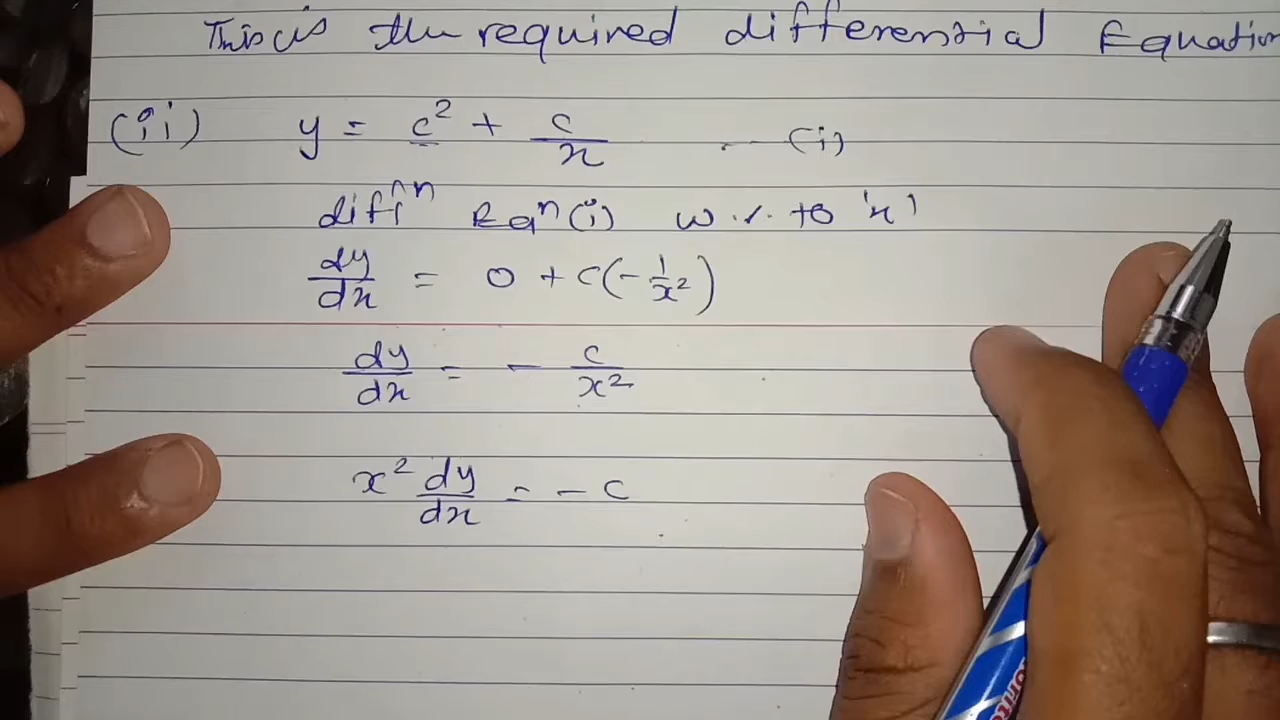 This is the required differential Equation
(ii) y = c² + c/x -- (i)
diffⁿ Eqⁿ (i) w.r. to 'x'
dy/dx = 0 + c(-1/x²)
dy/dx = - c/x²
x² dy/dx = - c